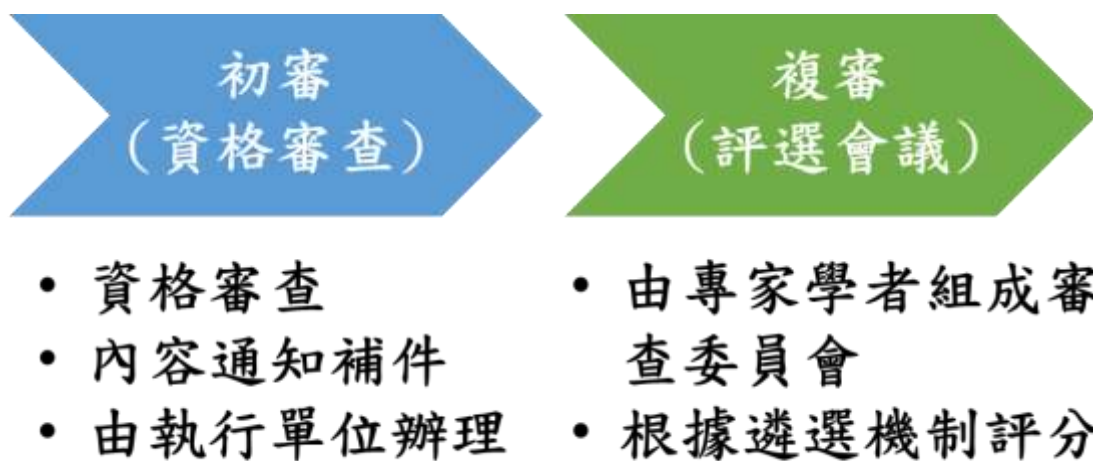 初審
（資格審查）
複審
（評選會議）
• 資格審查
• 內容通知補件
• 由執行單位辦理
• 由專家學者組成審
查委員會
• 根據遴選機制評分